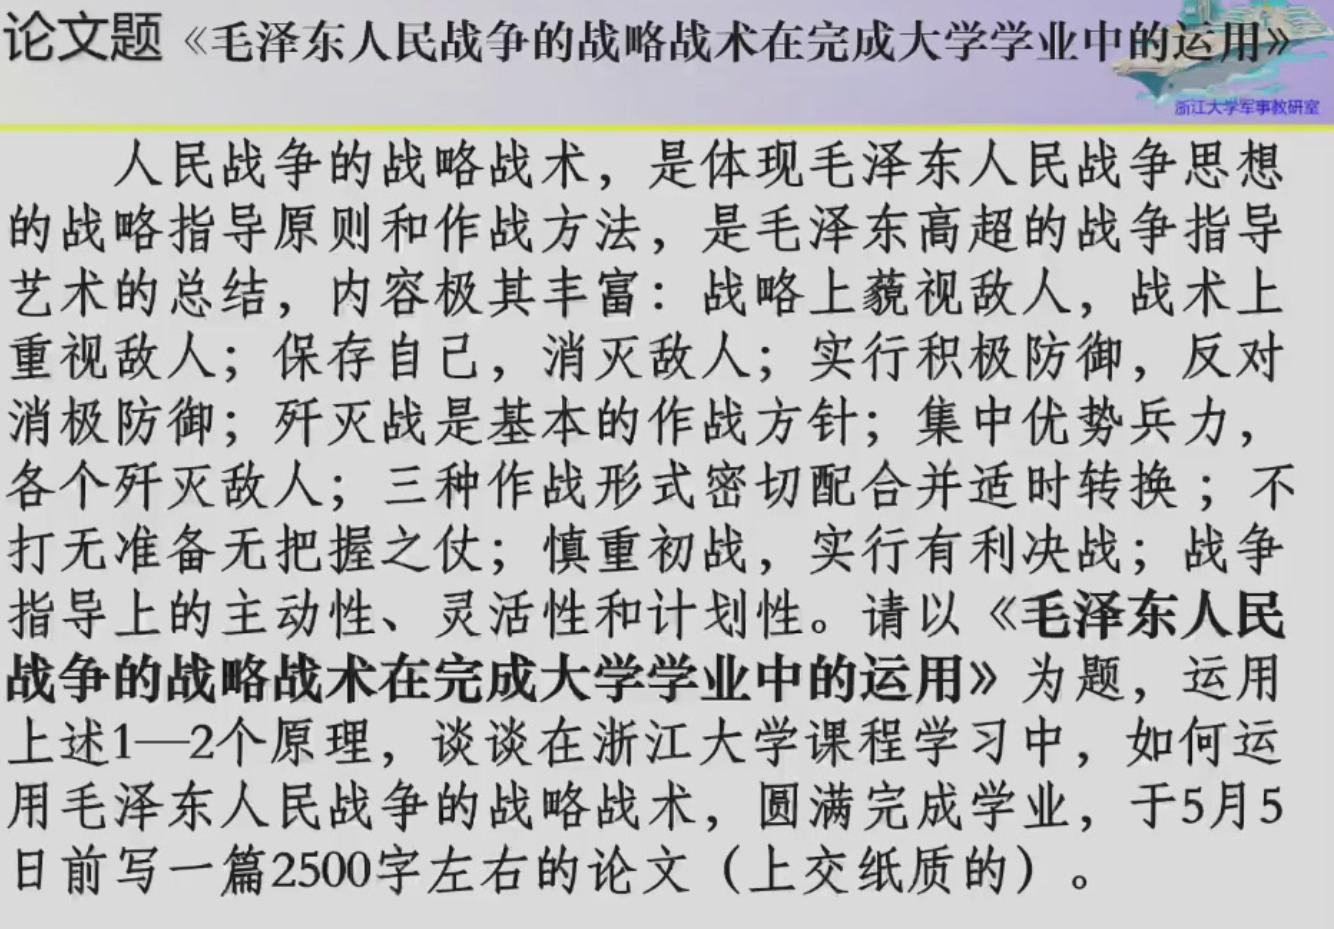 论文题《毛泽东人民战争的战略战术在完成大学学业中的运用》
浙江大学军事教研室
人民战争的战略战术，是体现毛泽东人民战争思想
的战略指导原则和作战方法，是毛泽东高超的战争指导
艺术的总结，内容极其丰富：战略上藐视敌人，战术上
重视敌人；保存自己，消灭敌人；实行积极防御，反对
消极防御；歼灭战是基本的作战方针；集中优势兵力，
各个歼灭敌人；三种作战形式密切配合并适时转换；不
打无准备无把握之仗；慎重初战，实行有利决战；战争
指导上的主动性、灵活性和计划性。请以《毛泽东人民
战争的战略战术在完成大学学业中的运用》为题，运用
上述1—2个原理，谈谈在浙江大学课程学习中，如何运
用毛泽东人民战争的战略战术，圆满完成学业，于5月5
日前写一篇2500字左右的论文（上交纸质的）。